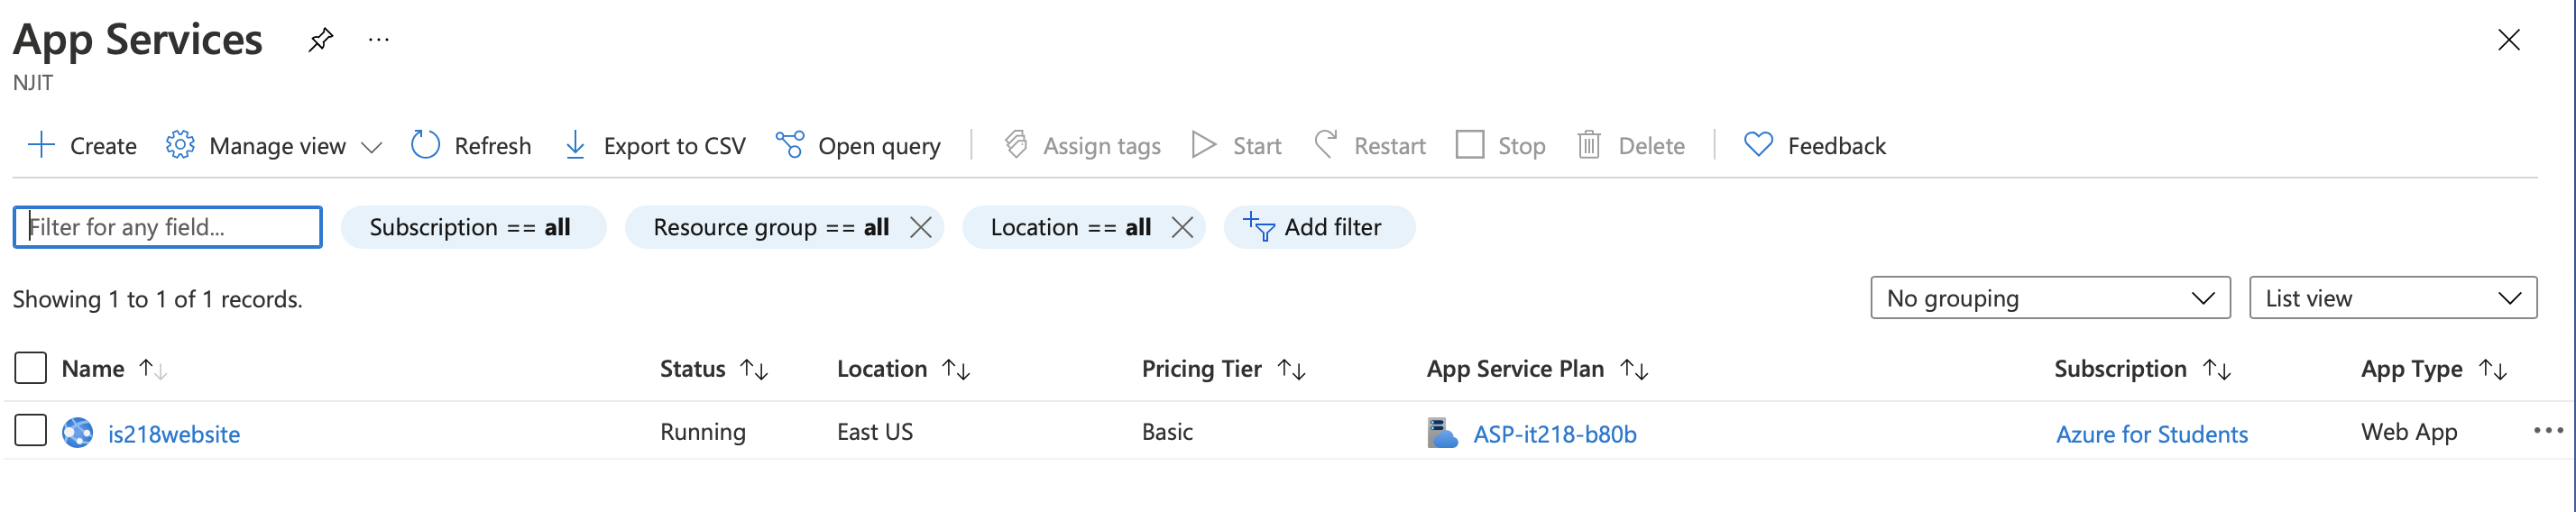 App Services
NJIT
Create Manage view Refresh Export to CSV Open query Assign tags Start Restart Stop Delete Feedback
Filter for any field... Subscription == all Resource group == all Location == all Add filter
Showing 1 to 1 of 1 records. No grouping List view
Name Status Location Pricing Tier App Service Plan Subscription App Type
is218website Running East US Basic ASP-it218-b80b Azure for Students Web App